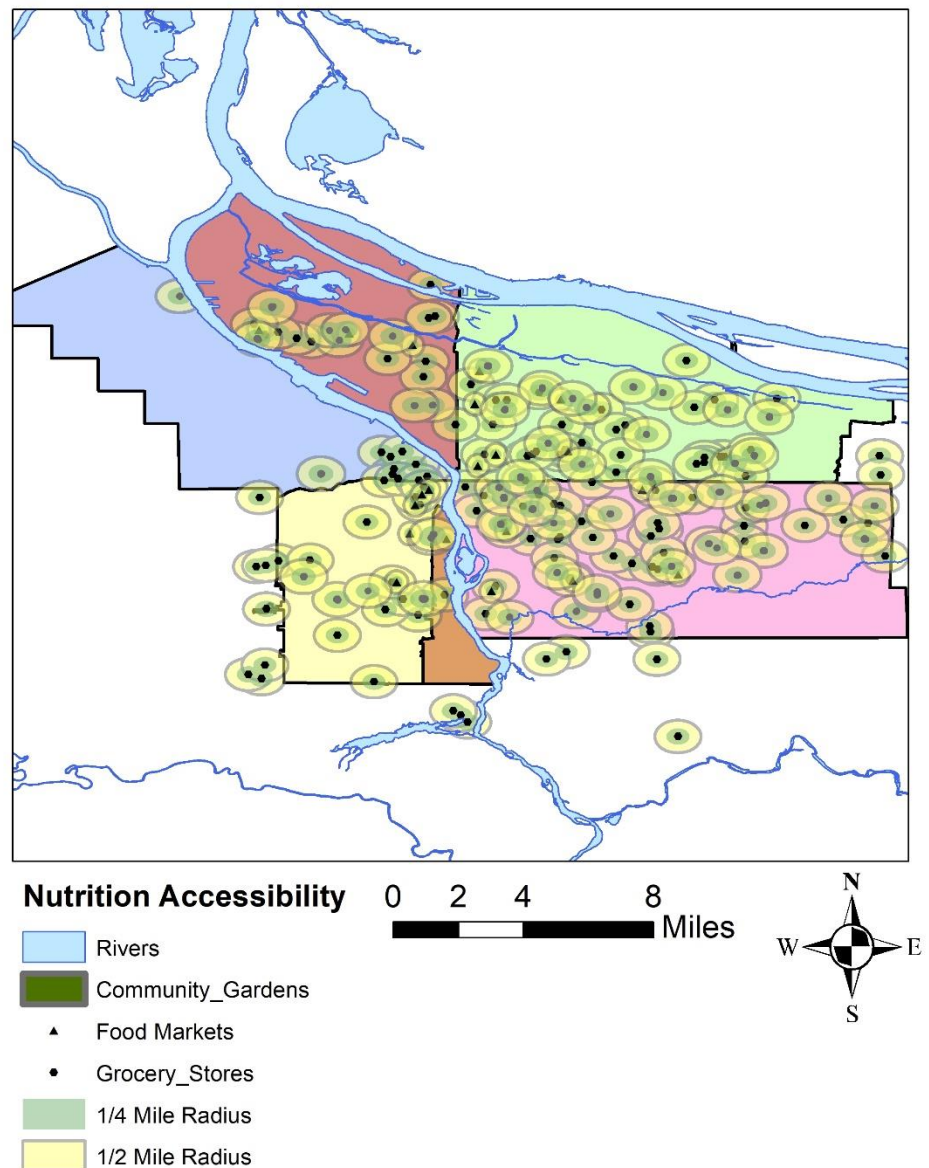 Nutrition Accessibility
0 2 4 8
Miles
N
W E
S
Rivers
Community_Gardens
Food Markets
Grocery_Stores
1/4 Mile Radius
1/2 Mile Radius